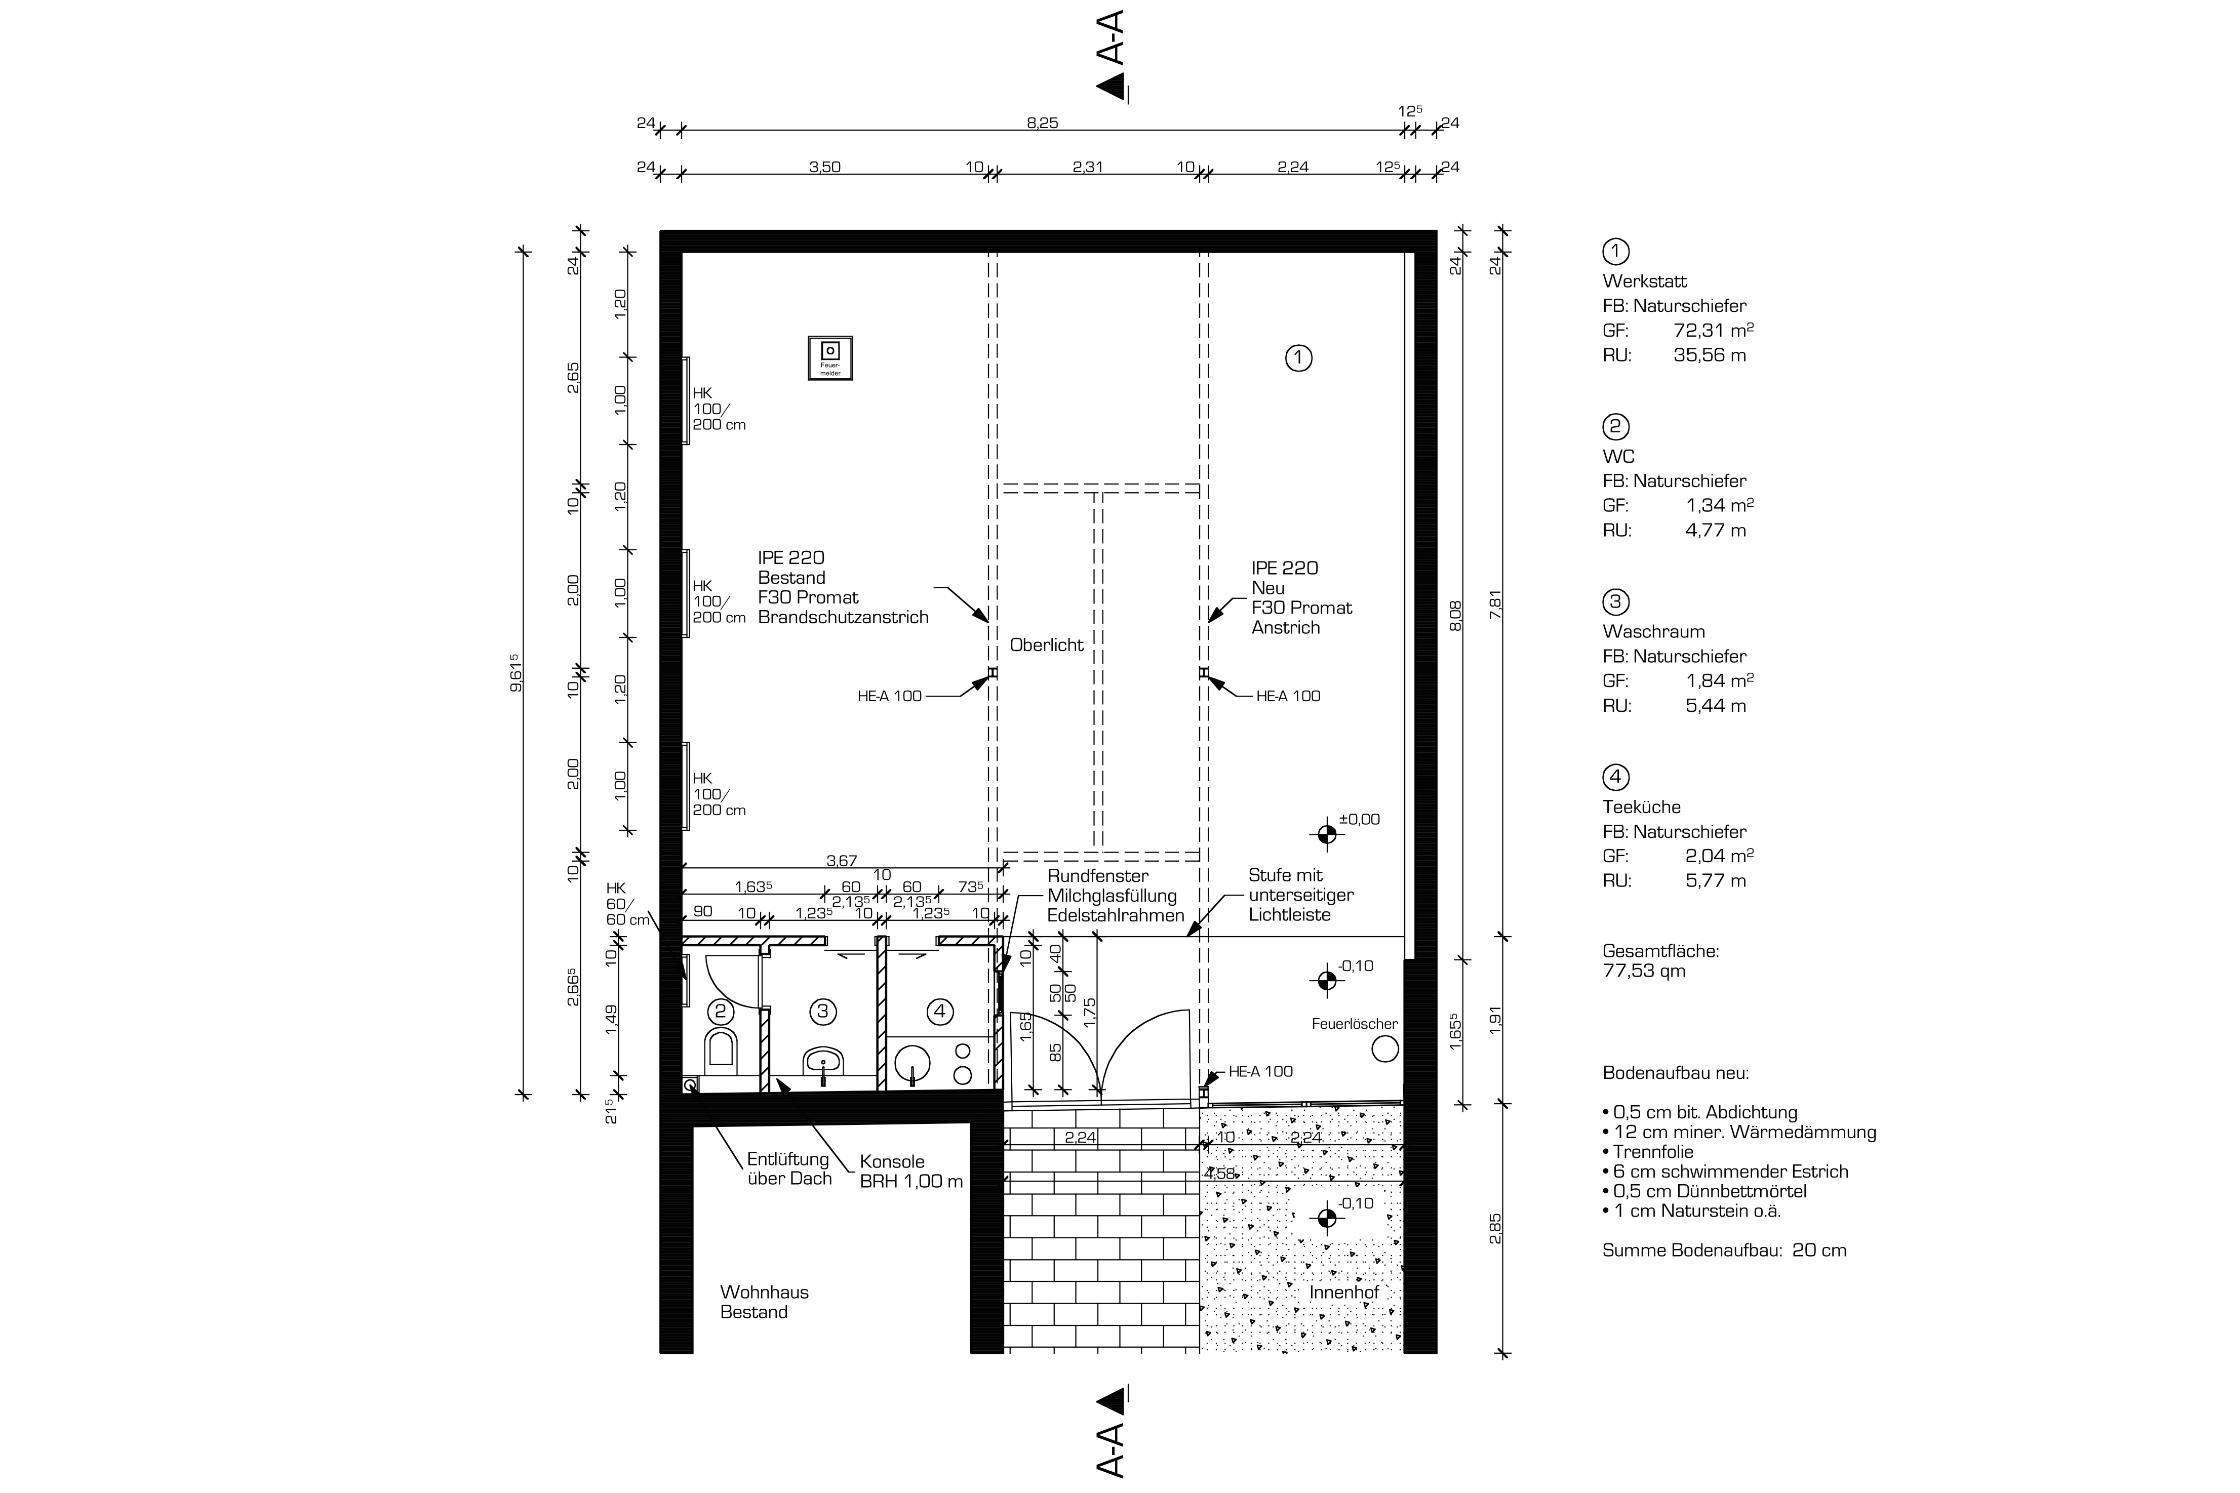 A-A
24
8,25
12⁵
24
24
3,50
10
2,31
10
2,24
12⁵
24
9,61⁵
24
2,65
10
2,00
10
2,00
10
2,66⁵
1,20
1,00
1,20
1,00
1,20
1,00
10
1,49
21⁵
HK
100/
200 cm
HK
100/
200 cm
HK
100/
200 cm
HK
60/
60 cm
Feuer-
melder
1
IPE 220
Bestand
F30 Promat
Brandschutzanstrich
IPE 220
Neu
F30 Promat
Anstrich
Oberlicht
HE-A 100
HE-A 100
±0,00
3,67
10
1,63⁵
60
60
73⁵
2,13⁵
2,13⁵
90
10
1,23⁵
10
1,23⁵
10
Rundfenster
Milchglasfüllung
Edelstahlrahmen
Stufe mit
unterseitiger
Lichtleiste
2
3
4
10
1,65
40
50
50
85
1,75
-0,10
Feuerlöscher
HE-A 100
24
8,08
1,65⁵
24
7,81
1,91
2,85
2,24
10
2,24
4,58
-0,10
Innenhof
Entlüftung
über Dach
Konsole
BRH 1,00 m
Wohnhaus
Bestand
A-A
1
Werkstatt
FB: Naturschiefer
GF: 72,31 m²
RU: 35,56 m
2
WC
FB: Naturschiefer
GF: 1,34 m²
RU: 4,77 m
3
Waschraum
FB: Naturschiefer
GF: 1,84 m²
RU: 5,44 m
4
Teeküche
FB: Naturschiefer
GF: 2,04 m²
RU: 5,77 m
Gesamtfläche:
77,53 qm
Bodenaufbau neu:
• 0,5 cm bit. Abdichtung
• 12 cm miner. Wärmedämmung
• Trennfolie
• 6 cm schwimmender Estrich
• 0,5 cm Dünnbettmörtel
• 1 cm Naturstein o.ä.
Summe Bodenaufbau: 20 cm